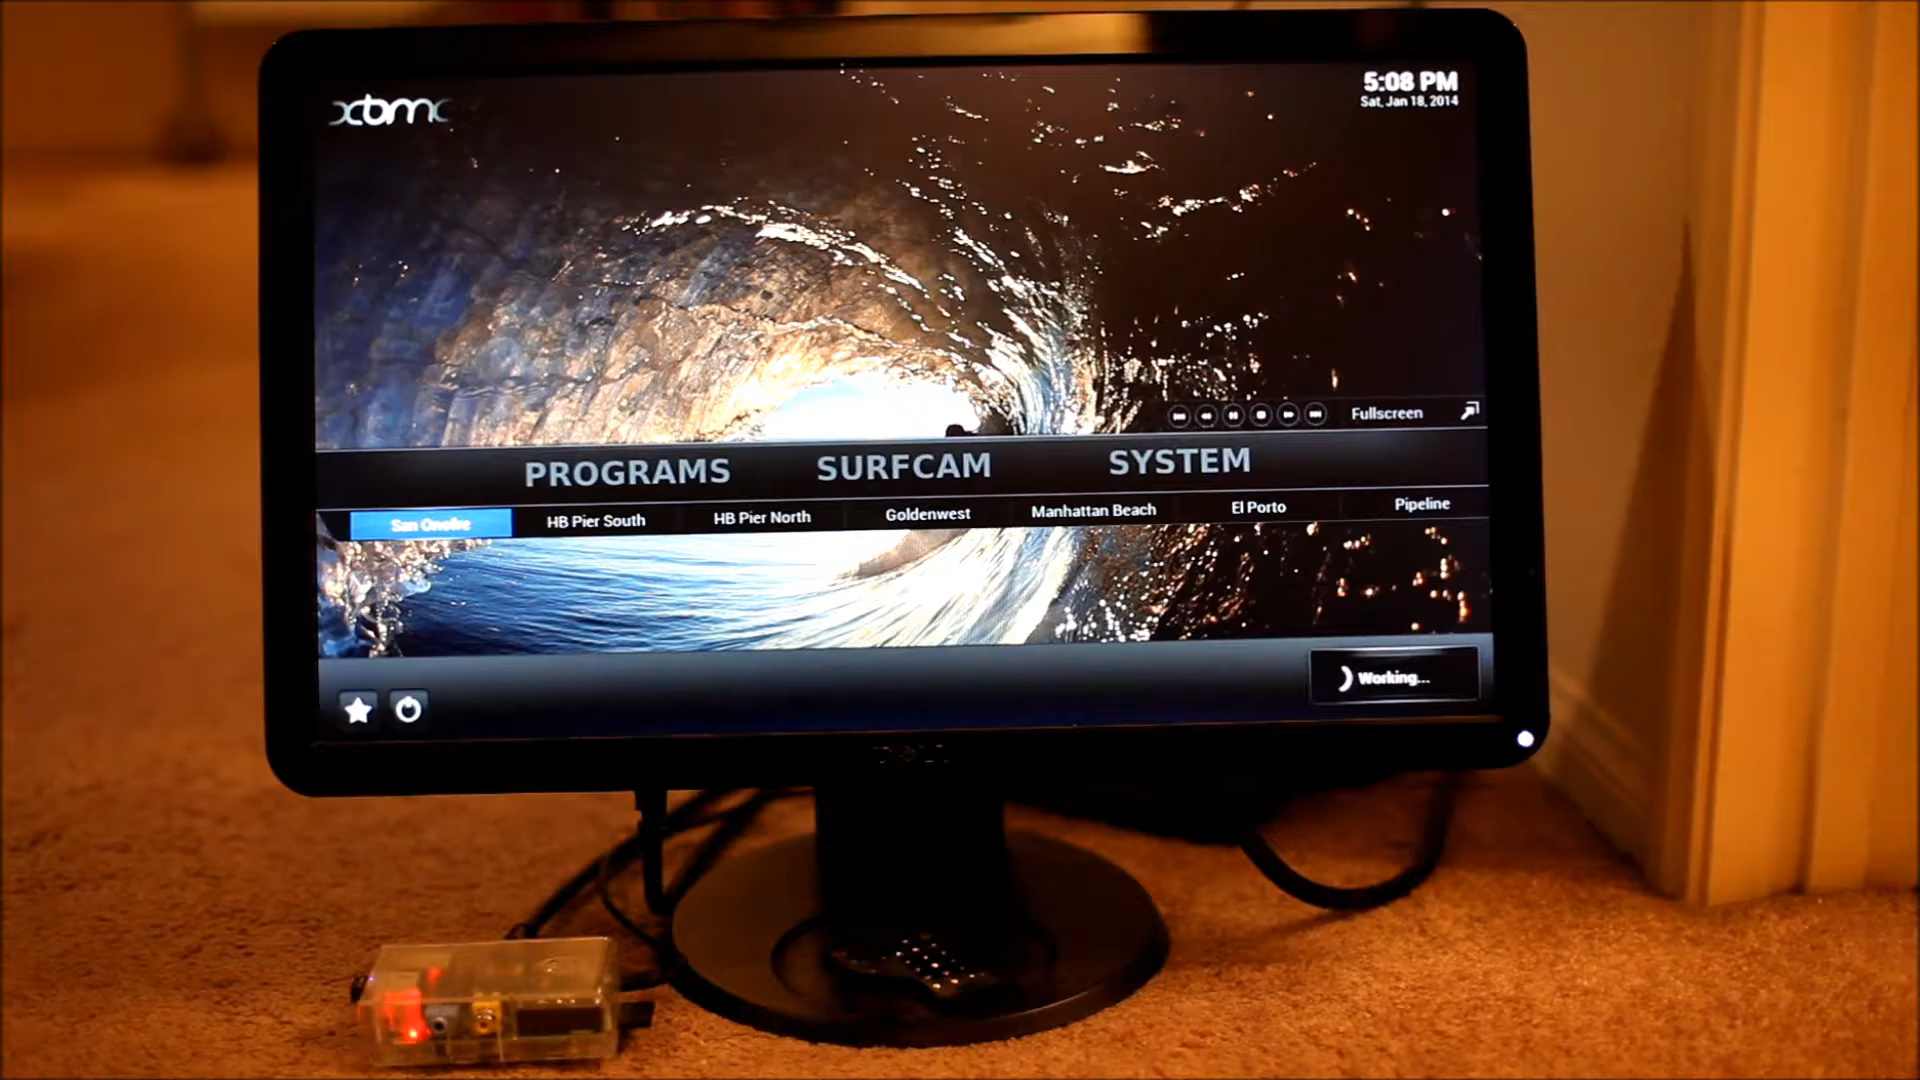 xbmc
5:08 PM
Sat, Jan 18, 2014
Fullscreen
PROGRAMS SURFCAM SYSTEM
San Onofre HB Pier South HB Pier North Goldenwest Manhattan Beach El Porto Pipeline
Working...
DELL